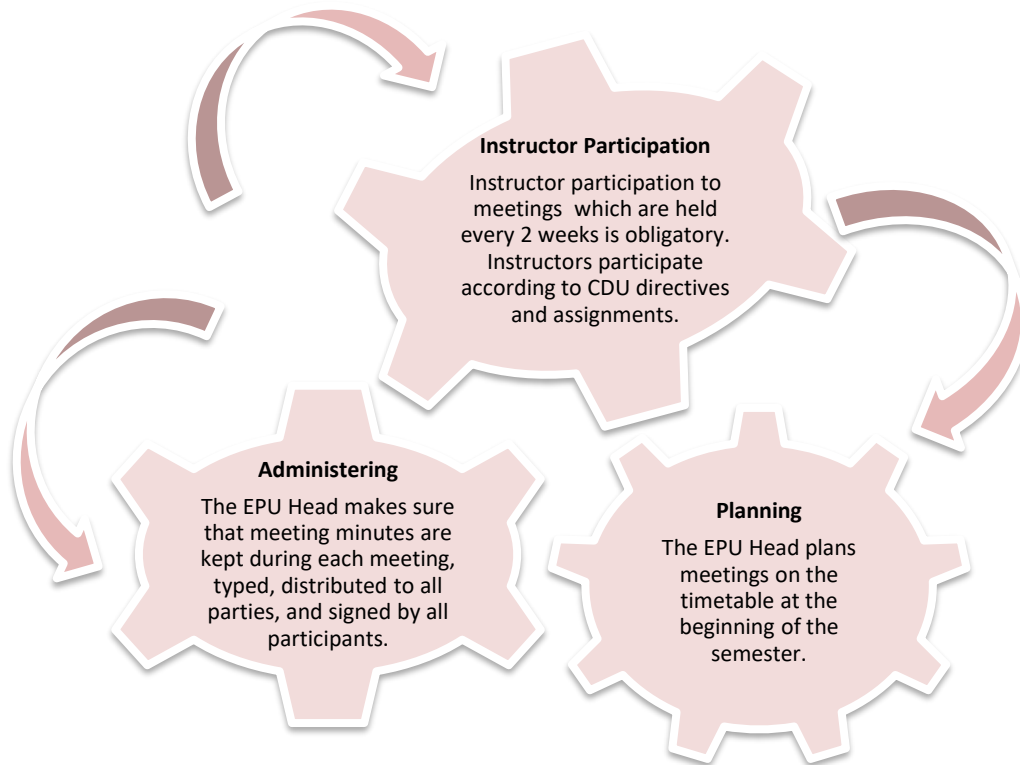 Instructor Participation
Instructor participation to
meetings  which are held
every 2 weeks is obligatory.
Instructors participate
according to CDU directives
and assignments.
Administering
The EPU Head makes sure
that meeting minutes are
kept during each meeting,
typed, distributed to all
parties, and signed by all
participants.
Planning
The EPU Head plans
meetings on the
timetable at the
beginning of the
semester.